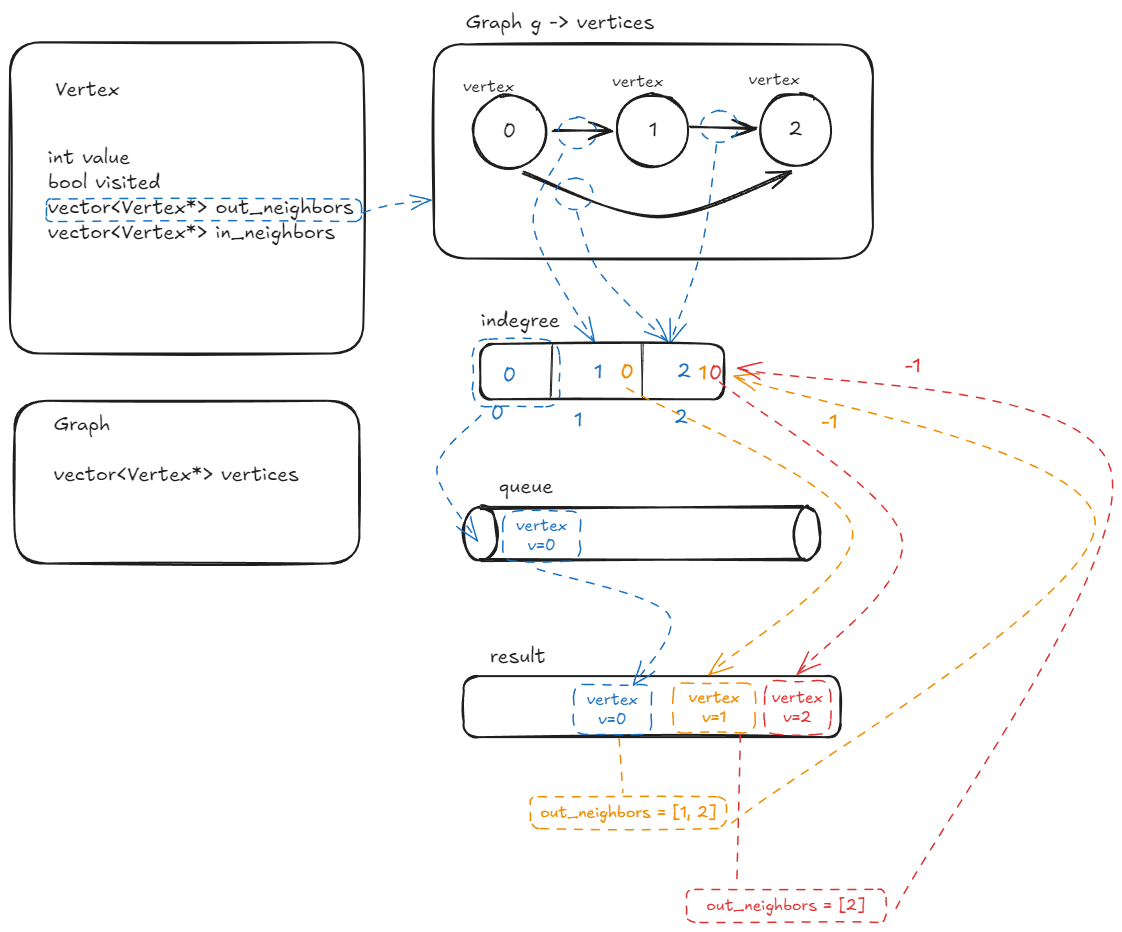 Graph g -> vertices
Vertex
int value
bool visited
vector<Vertex*> out_neighbors
vector<Vertex*> in_neighbors
vertex
vertex
vertex
0
1
2
indegree
0
1
0
2
1
0
0
1
2
-1
-1
Graph
vector<Vertex*> vertices
queue
vertex
v=0
result
vertex
v=0
vertex
v=1
vertex
v=2
out_neighbors = [1, 2]
out_neighbors = [2]